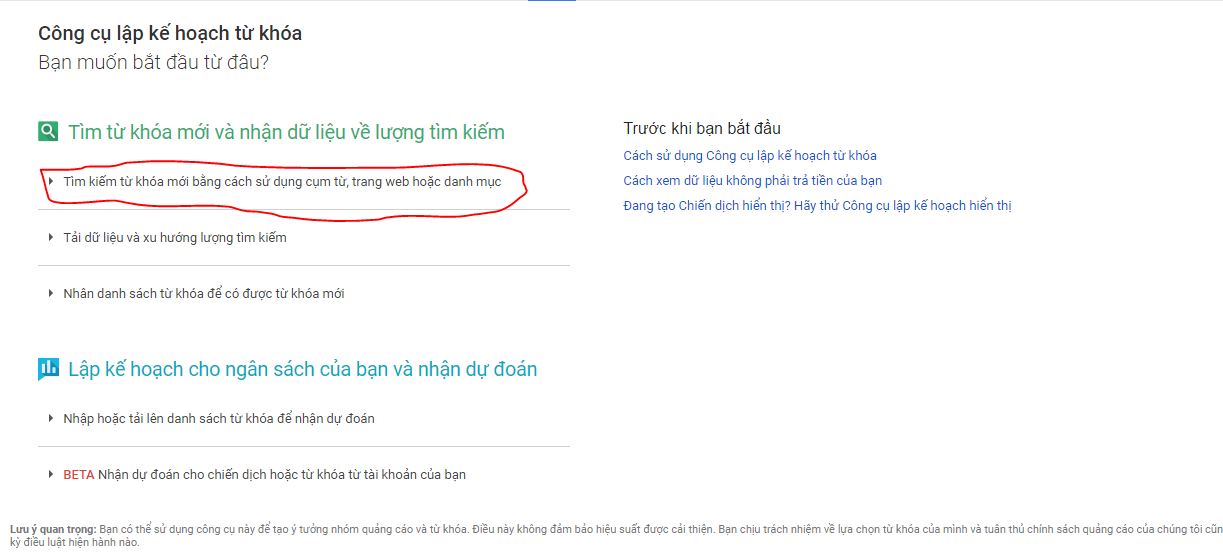 Công cụ lập kế hoạch từ khóa
Bạn muốn bắt đầu từ đâu?
Tìm từ khóa mới và nhận dữ liệu về lượng tìm kiếm
Tìm kiếm từ khóa mới bằng cách sử dụng cụm từ, trang web hoặc danh mục
Tải dữ liệu và xu hướng lượng tìm kiếm
Nhân danh sách từ khóa để có được từ khóa mới
Lập kế hoạch cho ngân sách của bạn và nhận dự đoán
Nhập hoặc tải lên danh sách từ khóa để nhận dự đoán
BETA Nhận dự đoán cho chiến dịch hoặc từ khóa từ tài khoản của bạn
Trước khi bạn bắt đầu
Cách sử dụng Công cụ lập kế hoạch từ khóa
Cách xem dữ liệu không phải trả tiền của bạn
Đang tạo Chiến dịch hiển thị? Hãy thử Công cụ lập kế hoạch hiển thị
Lưu ý quan trọng: Bạn có thể sử dụng công cụ này để tạo ý tưởng nhóm quảng cáo và từ khóa. Điều này không đảm bảo hiệu suất được cải thiện. Bạn chịu trách nhiệm về lựa chọn từ khóa của mình và tuân thủ chính sách quảng cáo của chúng tôi cũn
kỳ điều luật hiện hành nào.